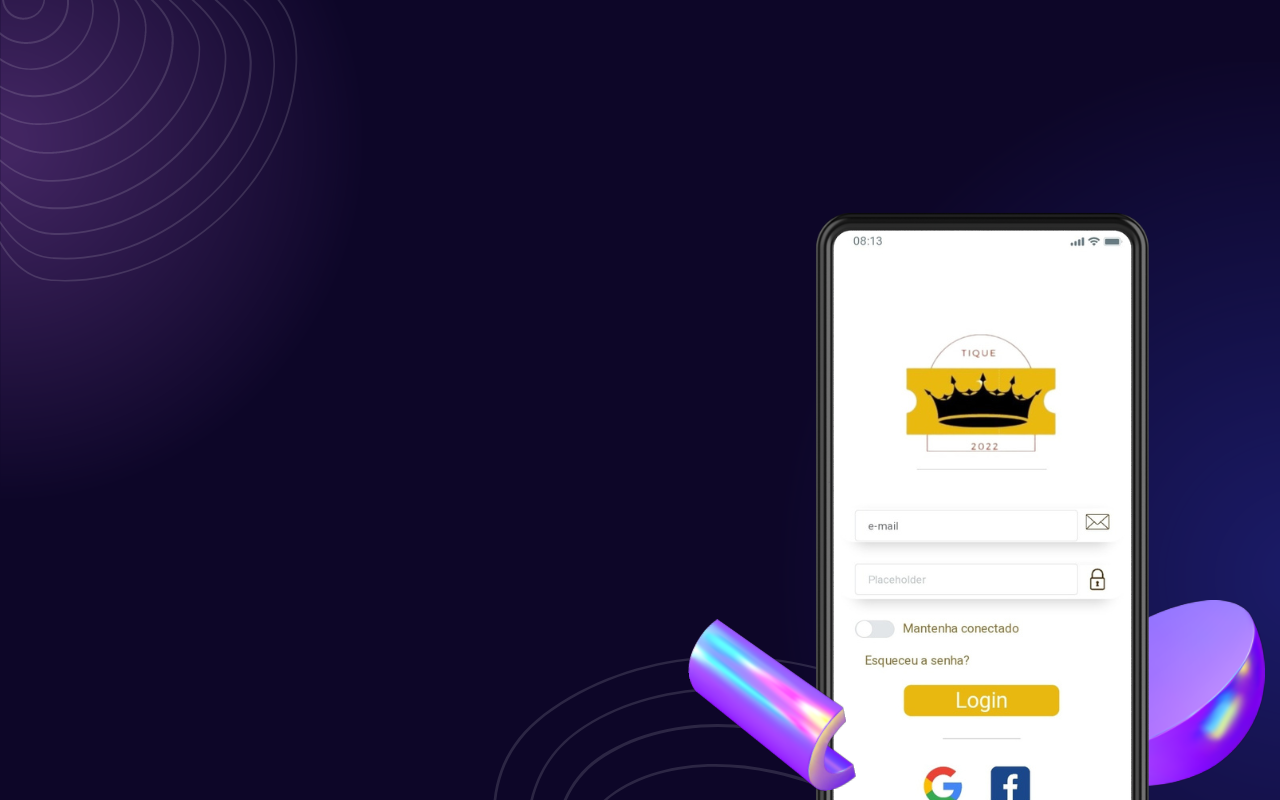 08:13
TIQUE
2022
e-mail
Placeholder
Mantenha conectado
Esqueceu a senha?
Login